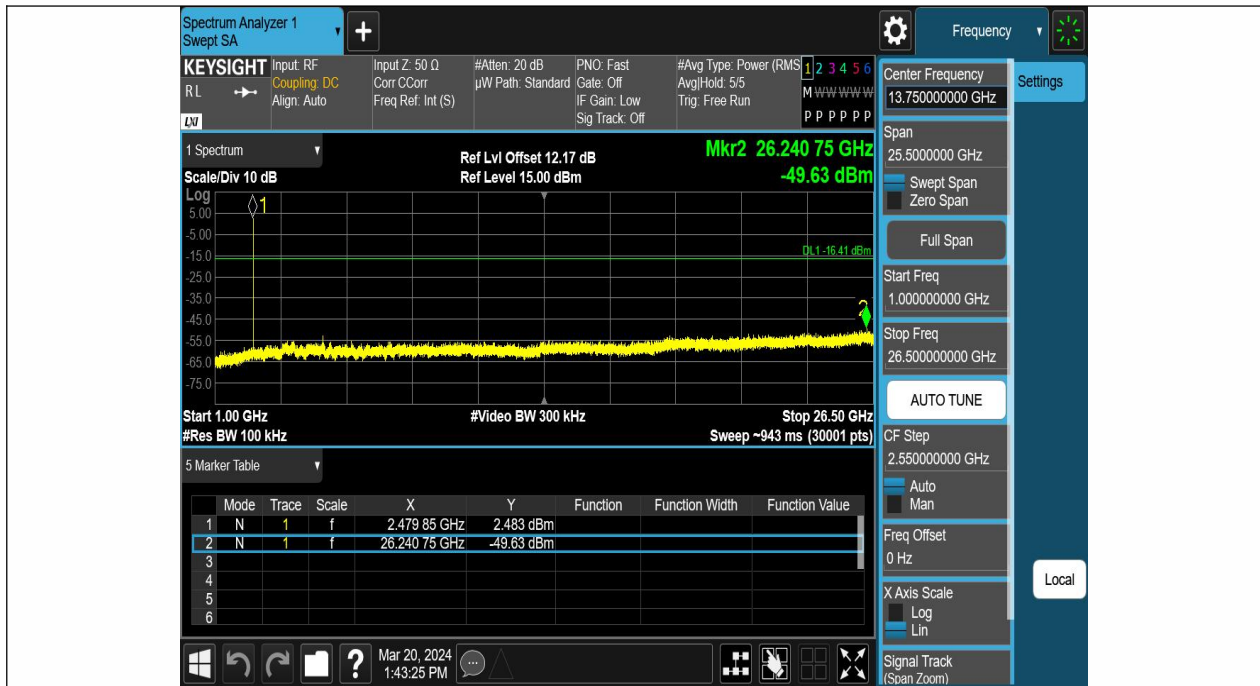 Spectrum Analyzer 1
Swept SA
+
Frequency
KEYSIGHT
R L
LXI
Input: RF
Coupling: DC
Align: Auto
Input Z: 50 Ω
Corr CCorr
Freq Ref: Int (S)
#Atten: 20 dB
µW Path: Standard
PNO: Fast
Gate: Off
IF Gain: Low
Sig Track: Off
#Avg Type: Power (RMS
Avg|Hold: 5/5
Trig: Free Run
1 2 3 4 5 6
M W W W W W
P P P P P P
1 Spectrum
Scale/Div 10 dB
Ref Lvl Offset 12.17 dB
Ref Level 15.00 dBm
Mkr2 26.240 75 GHz
-49.63 dBm
Log
5.00
-5.00
-15.0
-25.0
-35.0
-45.0
-55.0
-65.0
-75.0
1
DL1 -16.41 dBm
2
Start 1.00 GHz
#Res BW 100 kHz
#Video BW 300 kHz
Stop 26.50 GHz
Sweep ~943 ms (30001 pts)
5 Marker Table
Mode Trace Scale X Y Function Function Width Function Value
1 N 1 f 2.479 85 GHz 2.483 dBm
2 N 1 f 26.240 75 GHz -49.63 dBm
3
4
5
6
?
Mar 20, 2024
1:43:25 PM
Center Frequency
13.750000000 GHz
Span
25.5000000 GHz
Swept Span
Zero Span
Full Span
Start Freq
1.000000000 GHz
Stop Freq
26.500000000 GHz
AUTO TUNE
CF Step
2.550000000 GHz
Auto
Man
Freq Offset
0 Hz
X Axis Scale
Log
Lin
Signal Track
(Span Zoom)
Settings
Local